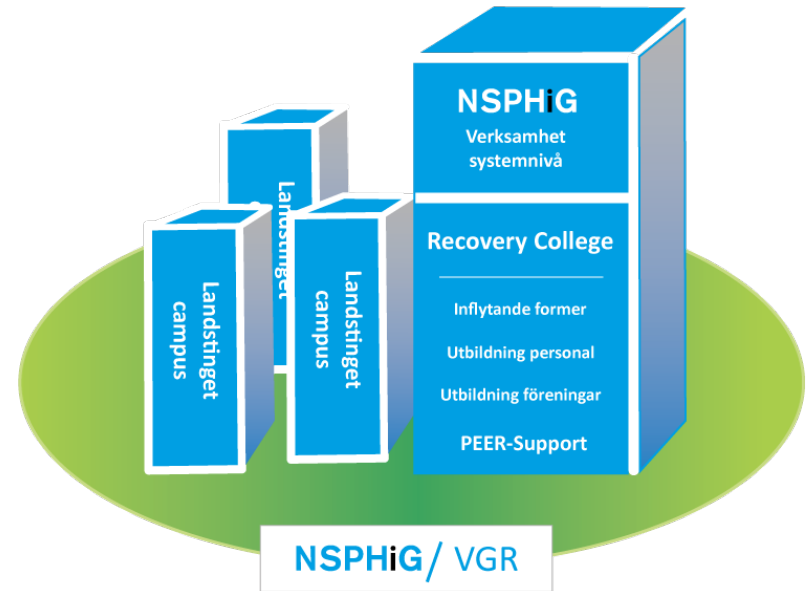 NSPHiG
Verksamhet
systemnivå
Recovery College
Inflytande former
Utbildning personal
Utbildning föreningar
PEER-Support
Landstinget
Landstinget
campus
Landstinget
campus
NSPHiG/ VGR